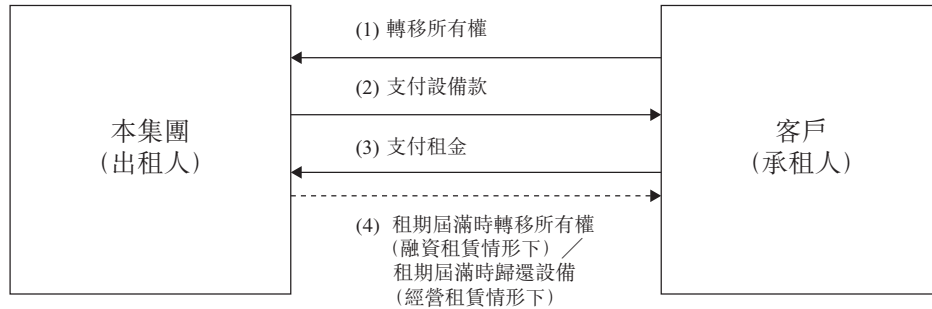 本集團
(出租人)
(1) 轉移所有權
(2) 支付設備款
(3) 支付租金
(4) 租期屆滿時轉移所有權
(融資租賃情形下)／
租期屆滿時歸還設備
(經營租賃情形下)
客戶
(承租人)